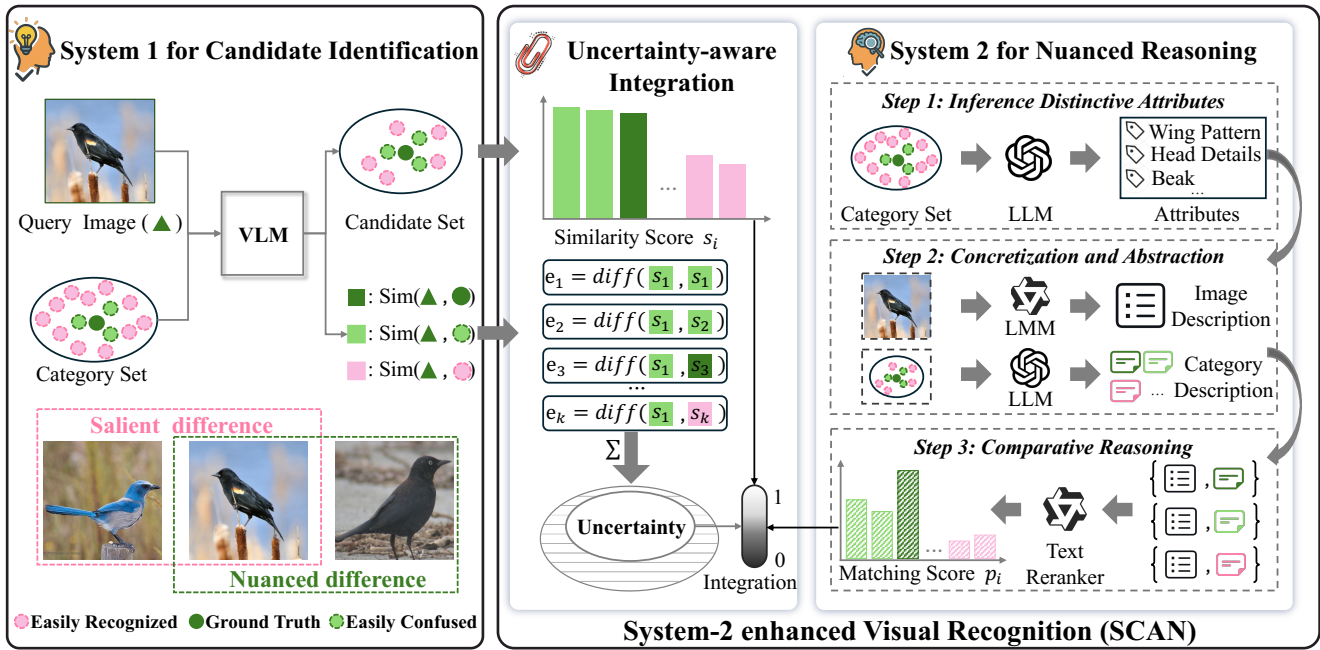 System 1 for Candidate Identification
Query Image ( )
Category Set
VLM
Candidate Set
: Sim( , )
: Sim( , )
: Sim( , )
Salient difference
Nuanced difference
Easily Recognized
Ground Truth
Easily Confused
Uncertainty-aware
Integration
...
Similarity Score s_i
e_1 = diff( s_1 , s_1 )
e_2 = diff( s_1 , s_2 )
e_3 = diff( s_1 , s_3 )
...
e_k = diff( s_1 , s_k )
Σ
Uncertainty
1
0
Integration
System 2 for Nuanced Reasoning
Step 1: Inference Distinctive Attributes
Category Set
LLM
Wing Pattern
Head Details
Beak
...
Attributes
Step 2: Concretization and Abstraction
LMM
Image
Description
LLM
...
Category
Description
Step 3: Comparative Reasoning
...
Matching Score p_i
Text
Reranker
{ , }
{ , }
{ , }
System-2 enhanced Visual Recognition (SCAN)